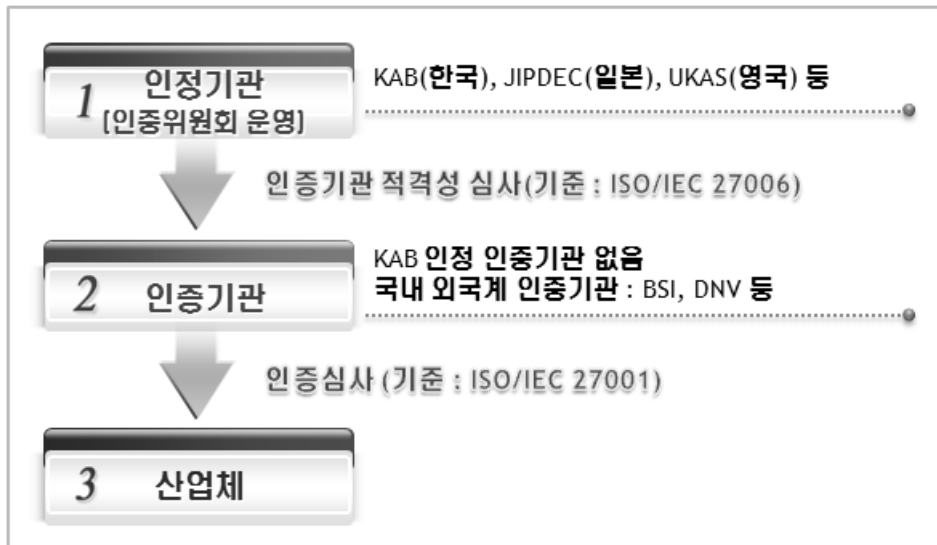 1 인정기관
[인증위원회 운영]
KAB(한국), JIPDEC(일본), UKAS(영국) 등
인증기관 적격성 심사(기준 : ISO/IEC 27006)
2 인증기관
KAB 인정 인증기관 없음
국내 외국계 인증기관 : BSI, DNV 등
인증심사 (기준 : ISO/IEC 27001)
3 산업체